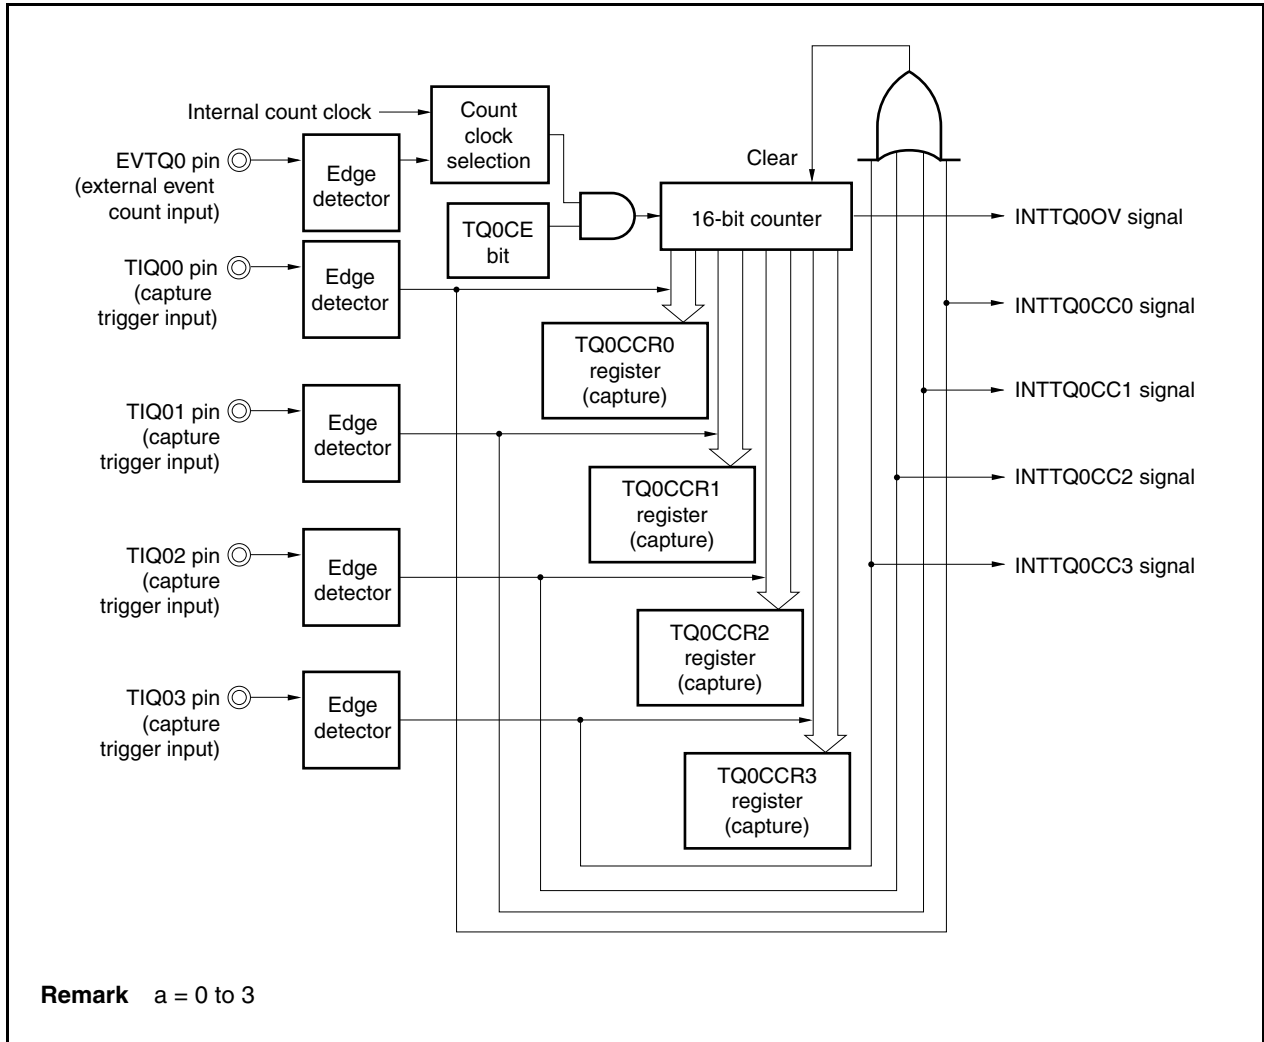 Internal count clock
Count
clock
selection
EVTQ0 pin
(external event
count input)
Edge
detector
Clear
TQ0CE
bit
16-bit counter
INTTQ0OV signal
TIQ00 pin
(capture
trigger input)
Edge
detector
INTTQ0CC0 signal
TQ0CCR0
register
(capture)
INTTQ0CC1 signal
TIQ01 pin
(capture
trigger input)
Edge
detector
INTTQ0CC2 signal
TQ0CCR1
register
(capture)
INTTQ0CC3 signal
TIQ02 pin
(capture
trigger input)
Edge
detector
TQ0CCR2
register
(capture)
TIQ03 pin
(capture
trigger input)
Edge
detector
TQ0CCR3
register
(capture)
Remark a = 0 to 3